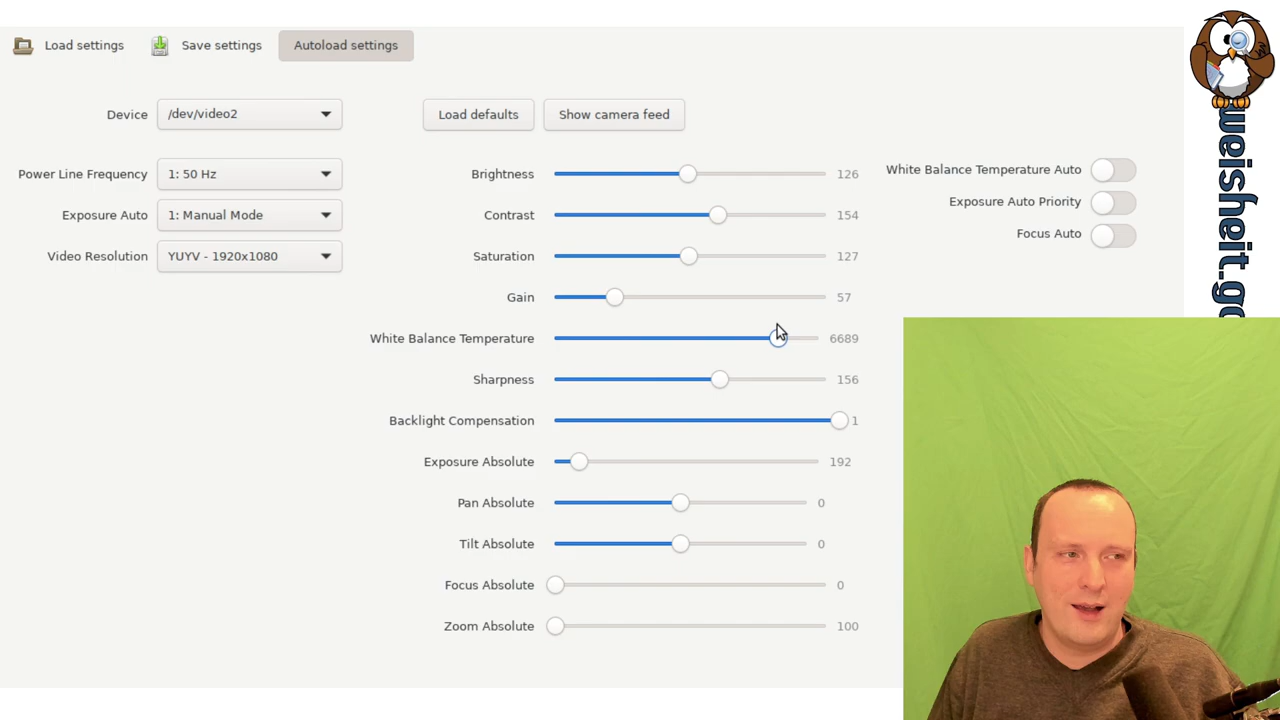 Load settings
Save settings
Autoload settings
Device
/dev/video2
Load defaults
Show camera feed
Power Line Frequency
1: 50 Hz
Exposure Auto
1: Manual Mode
Video Resolution
YUYV - 1920x1080
Brightness
126
Contrast
154
Saturation
127
Gain
57
White Balance Temperature
6689
Sharpness
156
Backlight Compensation
1
Exposure Absolute
192
Pan Absolute
0
Tilt Absolute
0
Focus Absolute
0
Zoom Absolute
100
White Balance Temperature Auto
Exposure Auto Priority
Focus Auto